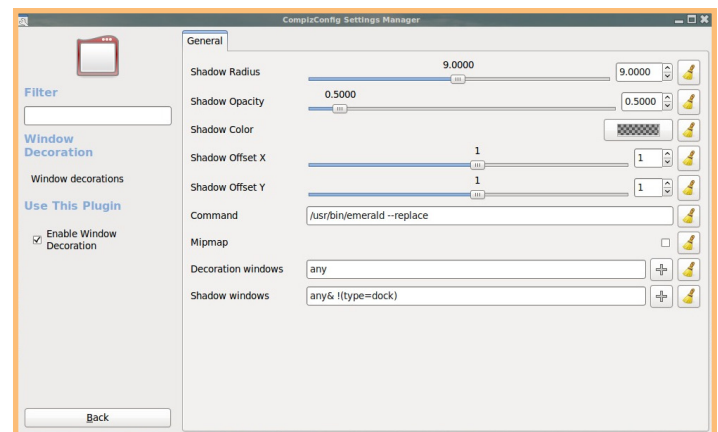 CompizConfig Settings Manager
General
Filter
Window
Decoration
Window decorations
Use This Plugin
Enable Window
Decoration
Back
Shadow Radius
9.0000
9.0000
Shadow Opacity
0.5000
0.5000
Shadow Color
Shadow Offset X
1
1
Shadow Offset Y
1
1
Command
/usr/bin/emerald --replace
Mipmap
Decoration windows
any
Shadow windows
any& !(type=dock)